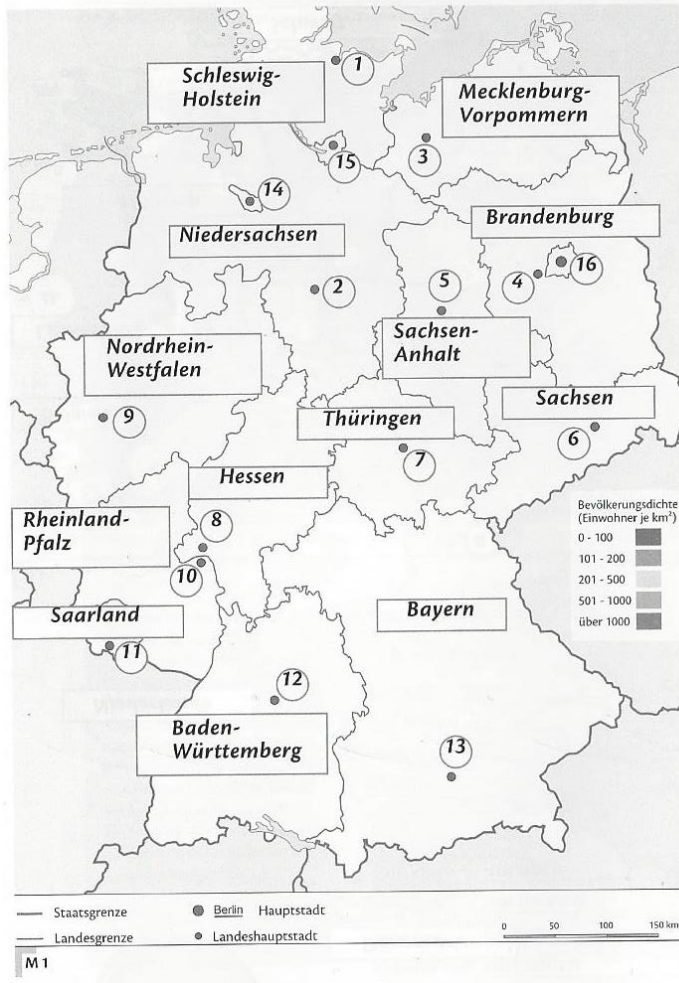 1
Schleswig-
Holstein
Mecklenburg-
Vorpommern
15
3
14
Brandenburg
Niedersachsen
2
5
4
16
Nordrhein-
Westfalen
Sachsen-
Anhalt
9
Thüringen
Sachsen
7
6
Hessen
Rheinland-
Pfalz
8
10
Bevölkerungsdichte
(Einwohner je km²)
0 - 100
101 - 200
201 - 500
501 - 1000
über 1000
Saarland
Bayern
11
12
Baden-
Württemberg
13
Staatsgrenze
Berlin Hauptstadt
Landesgrenze
Landeshauptstadt
0 50 100 150 km
M 1